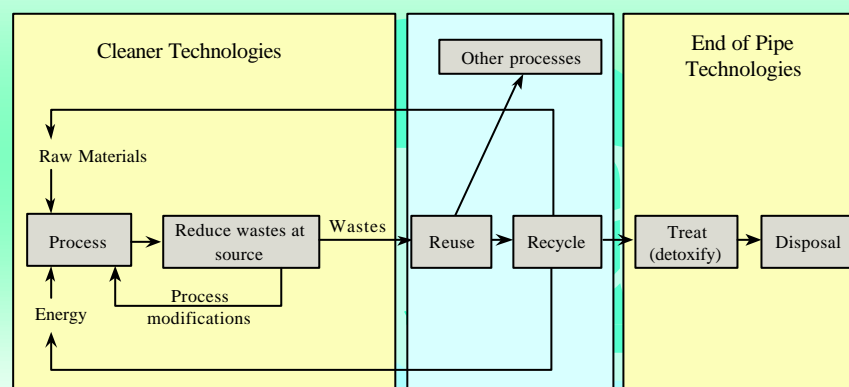 Cleaner Technologies
Other processes
End of Pipe
Technologies
Raw Materials
Process
Reduce wastes at
source
Wastes
Reuse
Recycle
Treat
(detoxify)
Disposal
Process
modifications
Energy